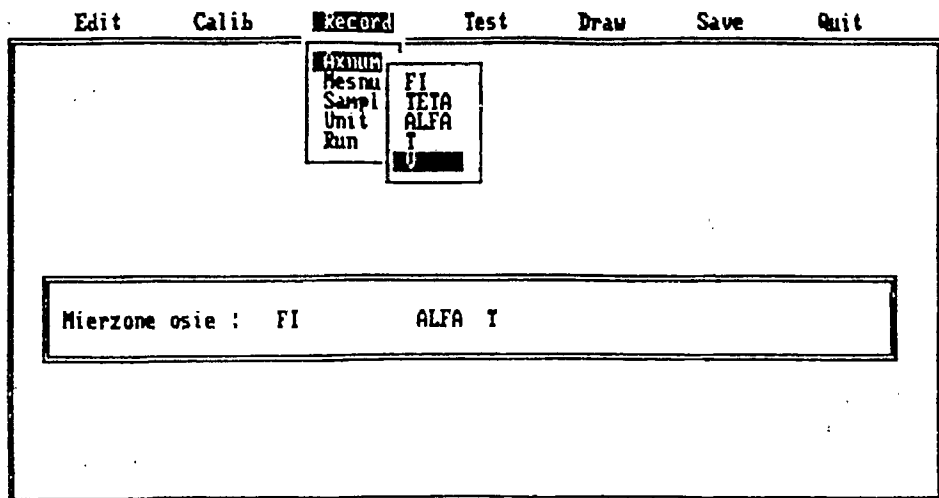 Edit Calib Record Test Draw Save Quit
Axnum
Mesnu
Sampl
Unit
Run
FI
TETA
ALFA
T
V
Mierzone osie : FI ALFA T